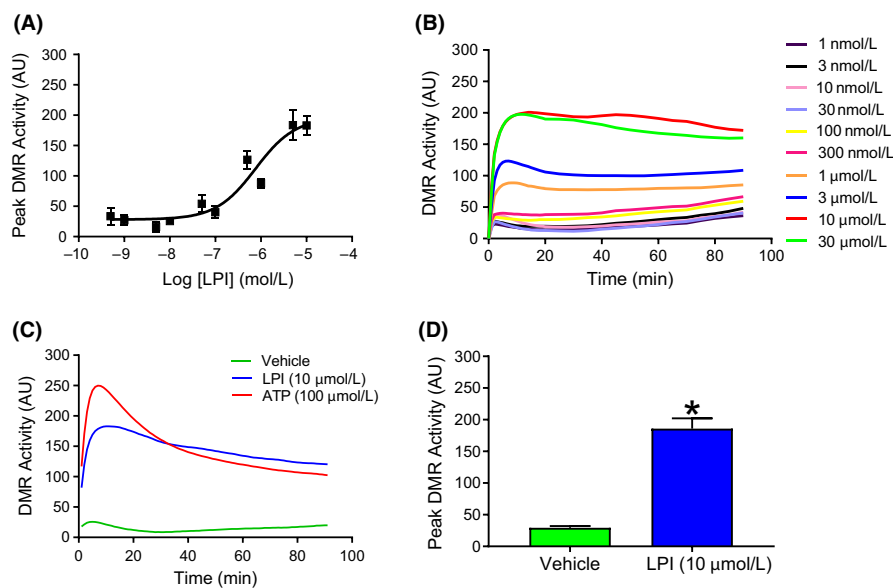 (A)
Peak DMR Activity (AU)
300
250
200
150
100
50
0
−10 −9 −8 −7 −6 −5 −4
Log [LPI] (mol/L)
(B)
DMR Activity (AU)
300
250
200
150
100
50
0
0 20 40 60 80 100
Time (min)
1 nmol/L
3 nmol/L
10 nmol/L
30 nmol/L
100 nmol/L
300 nmol/L
1 µmol/L
3 µmol/L
10 µmol/L
30 µmol/L
(C)
DMR Activity (AU)
300
250
200
150
100
50
0
0 20 40 60 80 100
Time (min)
Vehicle
LPI (10 µmol/L)
ATP (100 µmol/L)
(D)
Peak DMR Activity (AU)
300
250
200
150
100
50
0
*
Vehicle LPI (10 µmol/L)